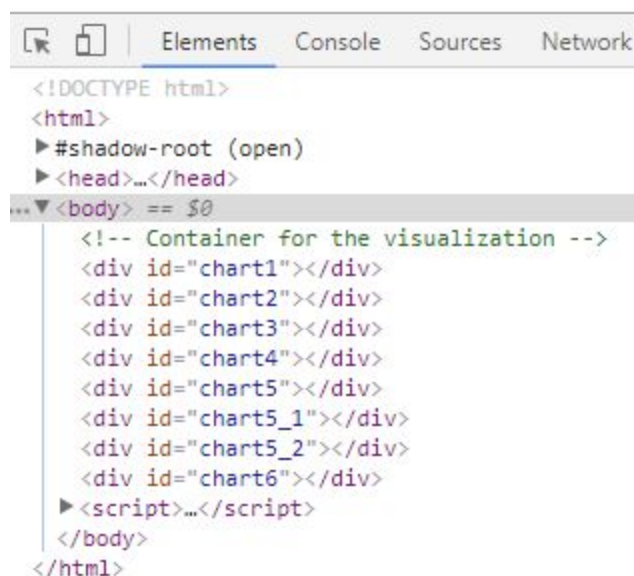 Elements Console Sources Network
<!DOCTYPE html>
<html>
▶#shadow-root (open)
▶<head>…</head>
...▼<body> == $0
<!-- Container for the visualization -->
<div id="chart1"></div>
<div id="chart2"></div>
<div id="chart3"></div>
<div id="chart4"></div>
<div id="chart5"></div>
<div id="chart5_1"></div>
<div id="chart5_2"></div>
<div id="chart6"></div>
▶<script>…</script>
</body>
</html>